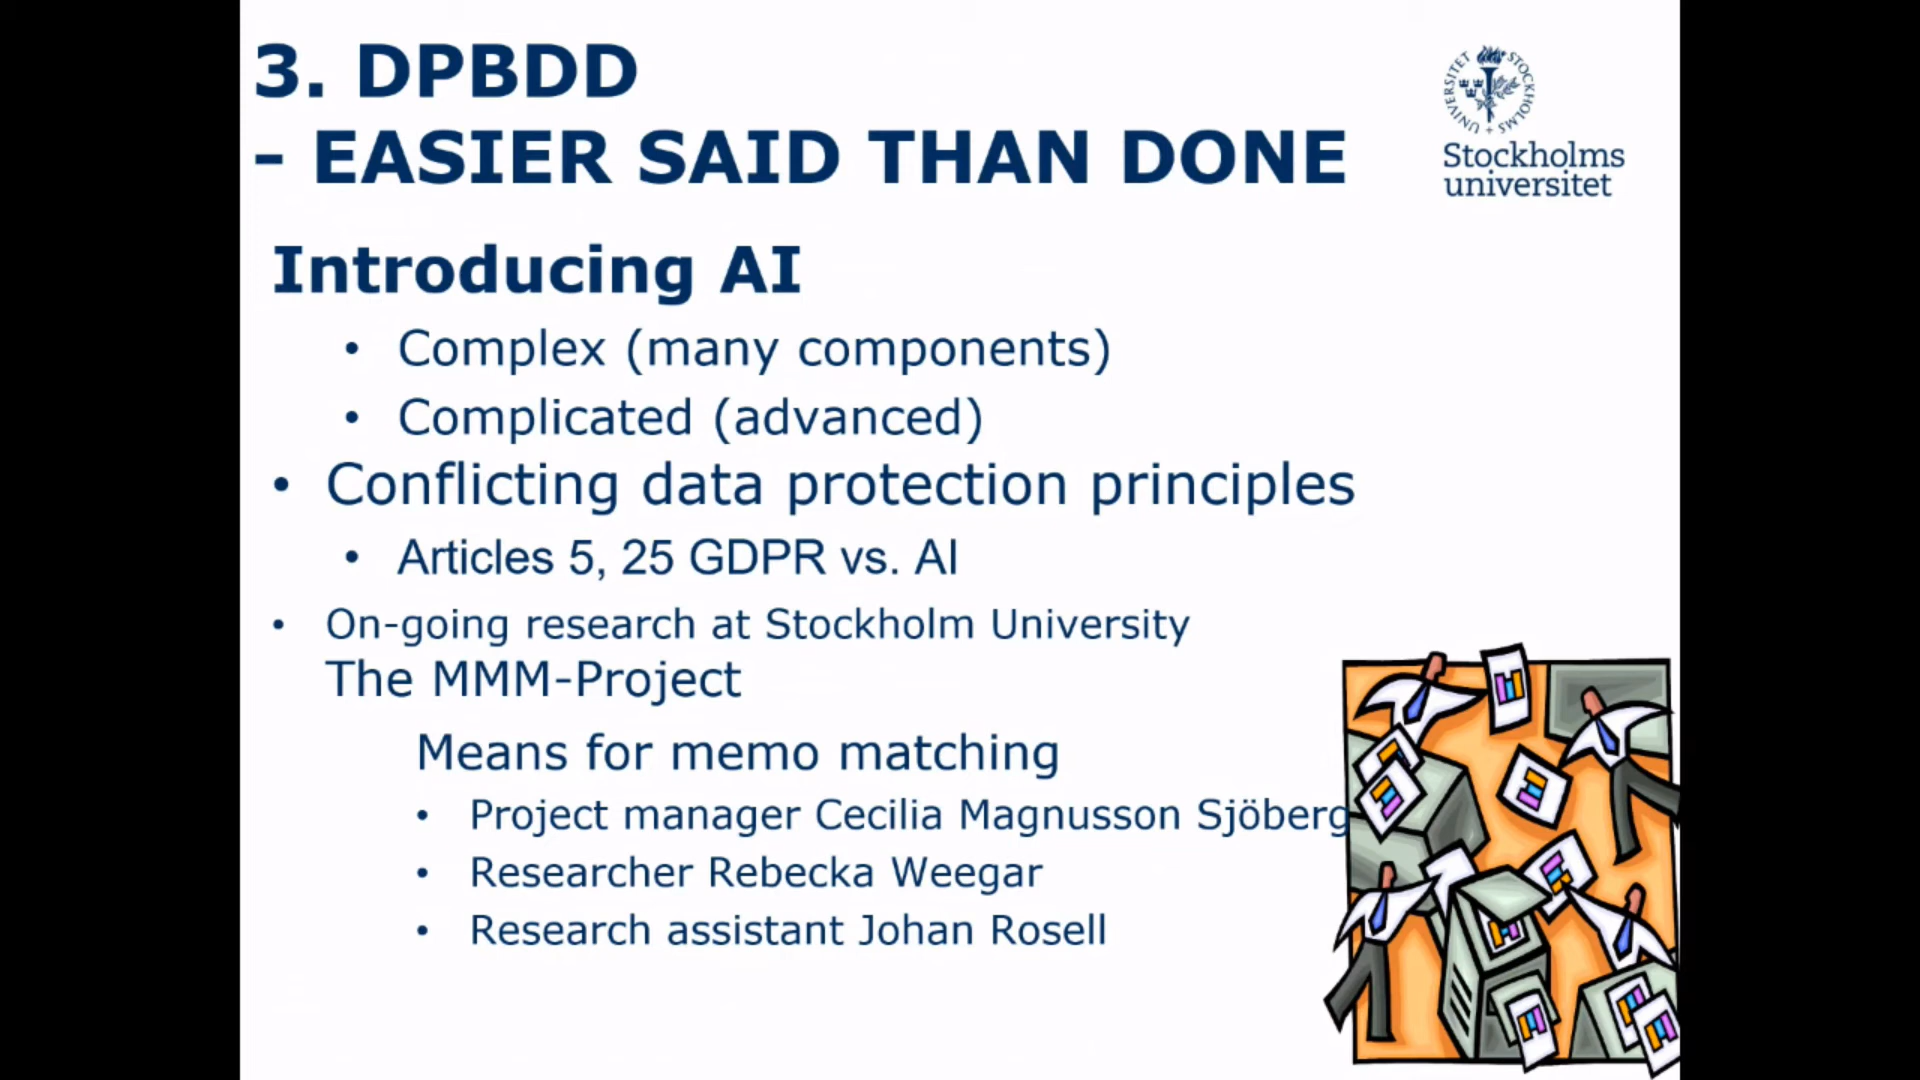 3. DPBDD
- EASIER SAID THAN DONE
STOCKHOLMS + UNIVERSITET
Stockholms
universitet
Introducing AI
• Complex (many components)
• Complicated (advanced)
• Conflicting data protection principles
• Articles 5, 25 GDPR vs. AI
• On-going research at Stockholm University
The MMM-Project
Means for memo matching
• Project manager Cecilia Magnusson Sjöberg
• Researcher Rebecka Weegar
• Research assistant Johan Rosell